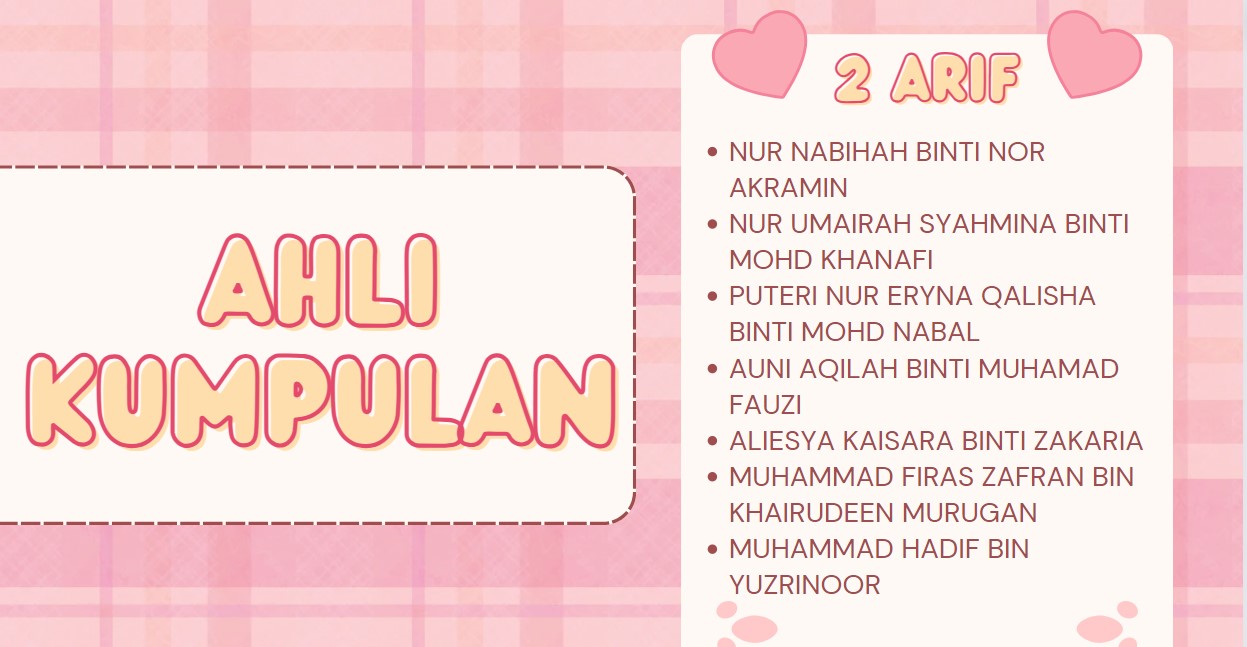 AHLI
KUMPULAN
2 ARIF
• NUR NABIHAH BINTI NOR
AKRAMIN
• NUR UMAIRAH SYAHMINA BINTI
MOHD KHANAFI
• PUTERI NUR ERYNA QALISHA
BINTI MOHD NABAL
• AUNI AQILAH BINTI MUHAMAD
FAUZI
• ALIESYA KAISARA BINTI ZAKARIA
• MUHAMMAD FIRAS ZAFRAN BIN
KHAIRUDEEN MURUGAN
• MUHAMMAD HADIF BIN
YUZRINOOR